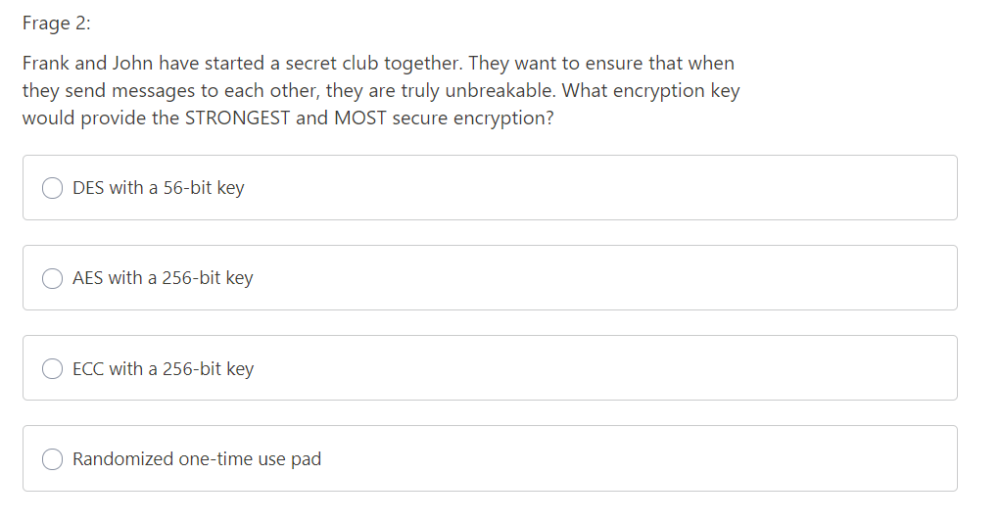 Frage 2:
Frank and John have started a secret club together. They want to ensure that when
they send messages to each other, they are truly unbreakable. What encryption key
would provide the STRONGEST and MOST secure encryption?
DES with a 56-bit key
AES with a 256-bit key
ECC with a 256-bit key
Randomized one-time use pad